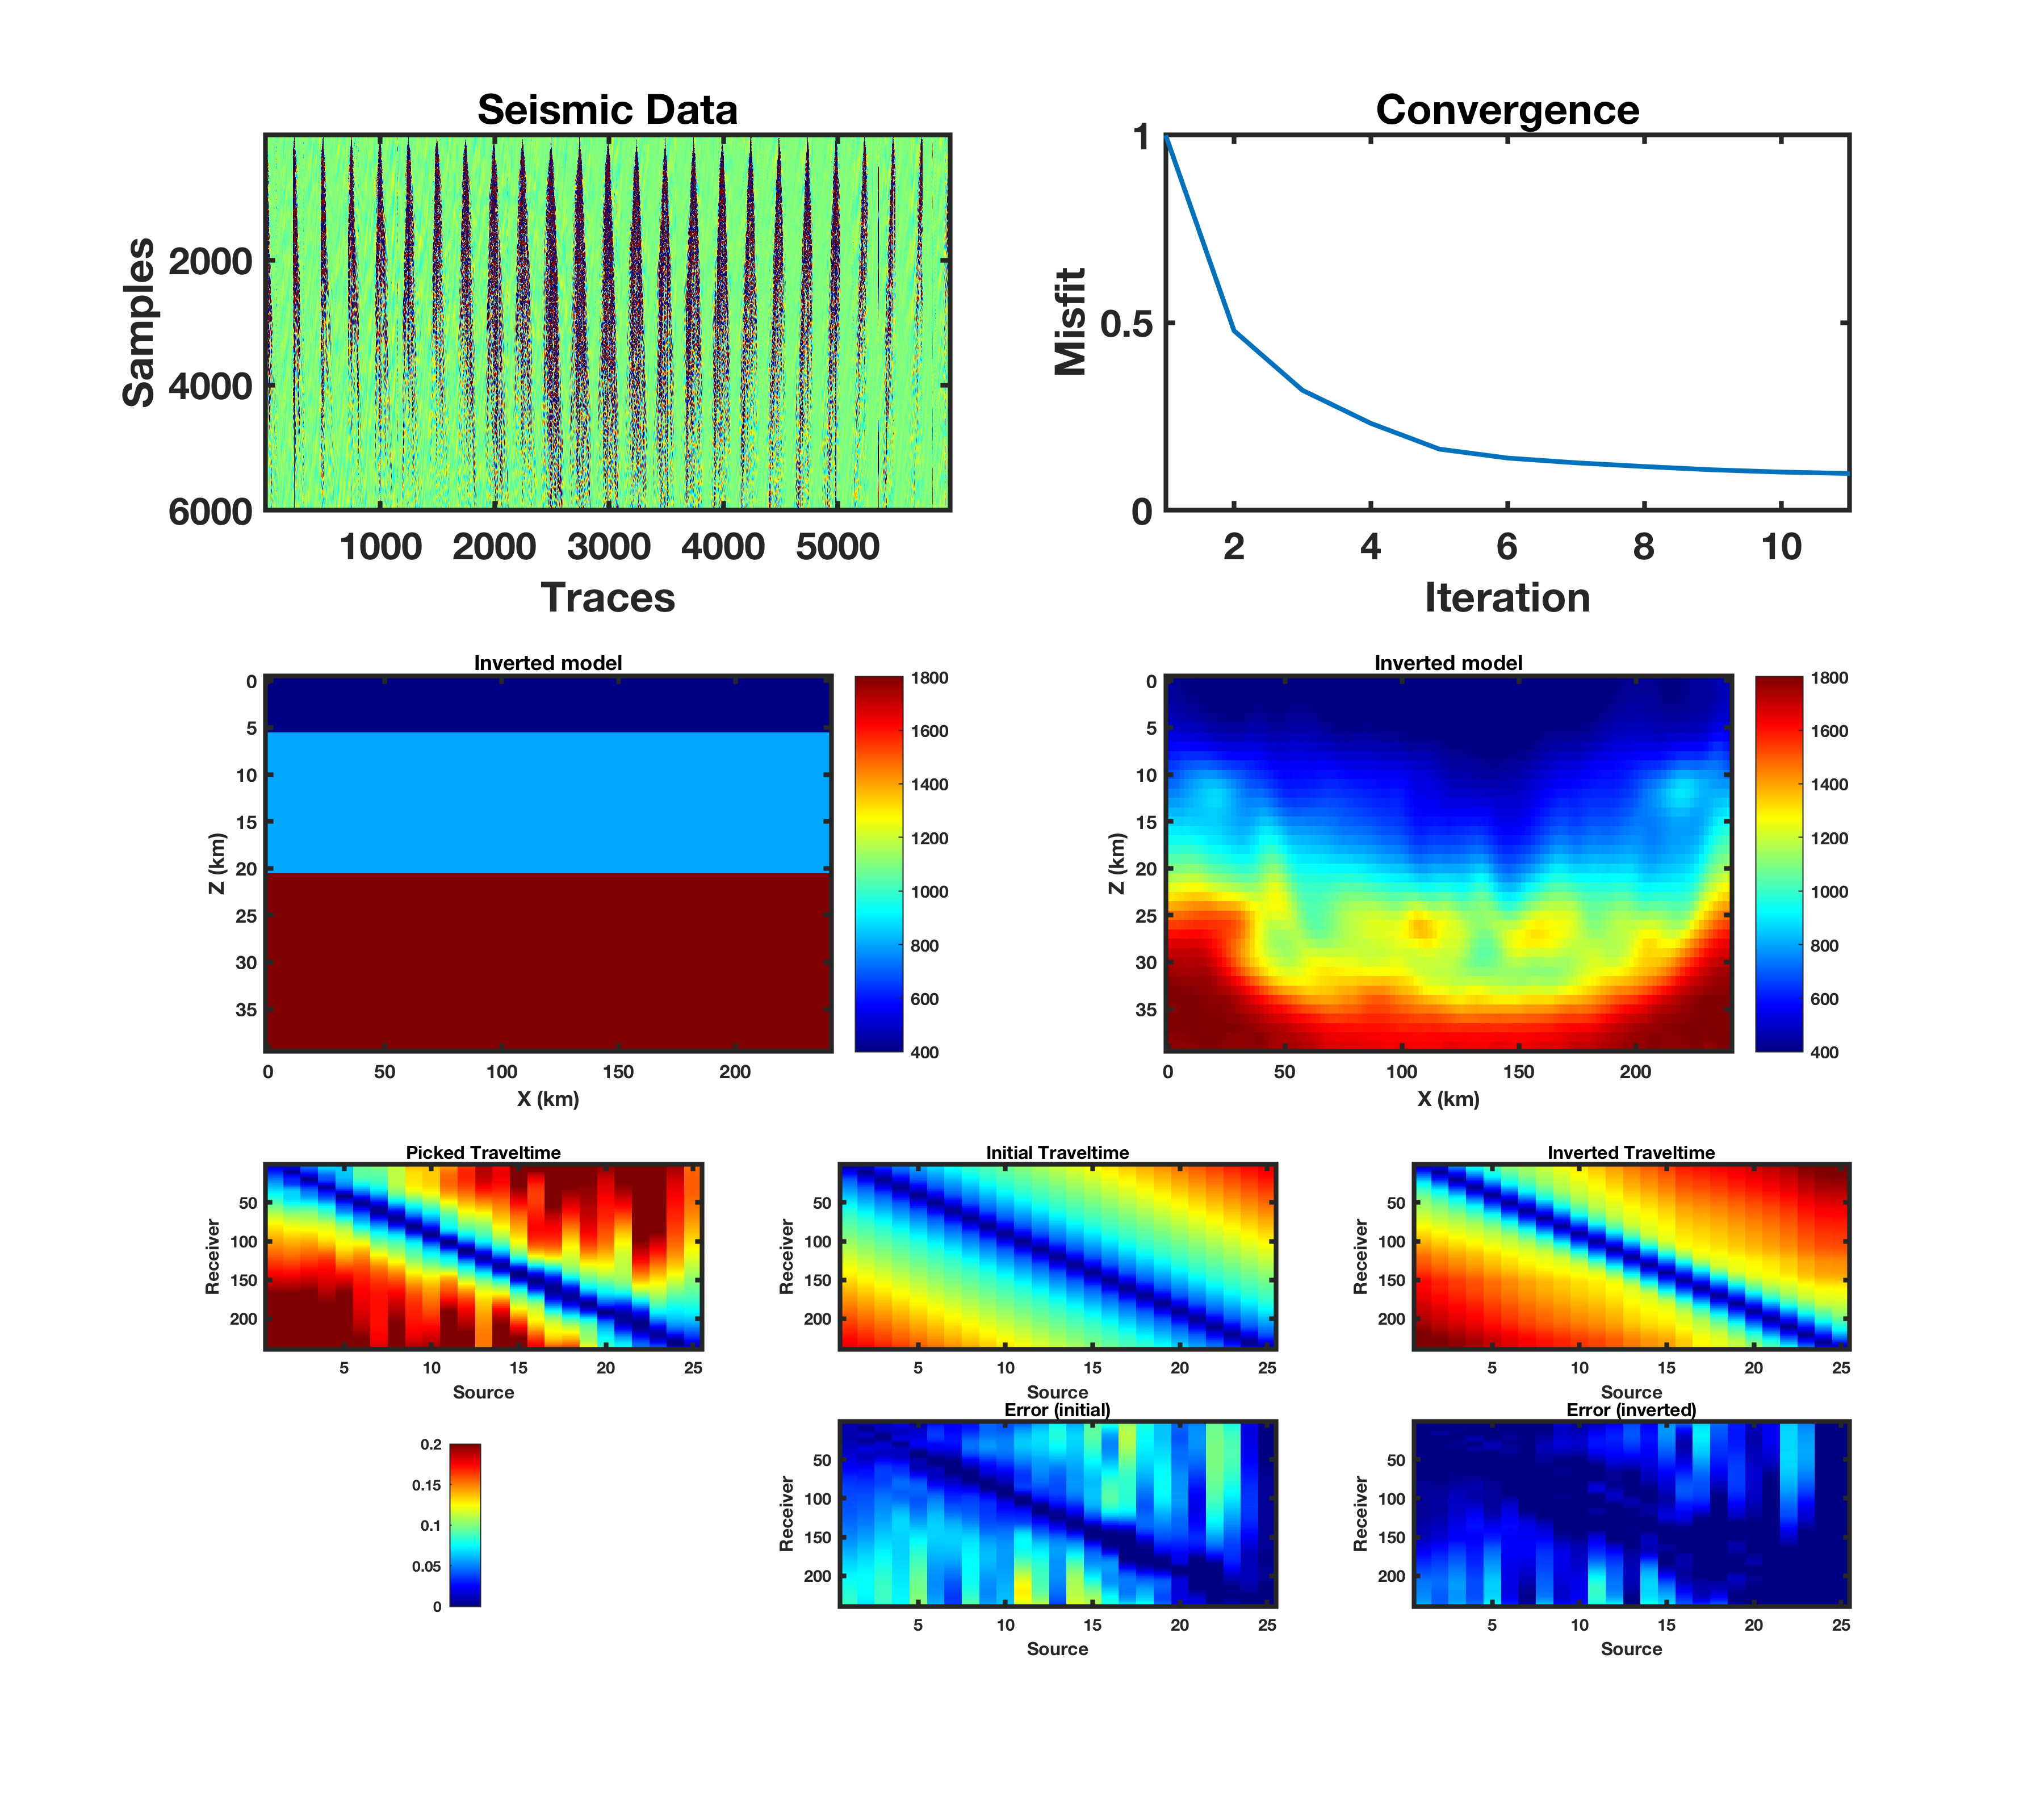 Seismic Data
Convergence
Samples
2000
4000
6000
1000 2000 3000 4000 5000
Traces
Misfit
1
0.5
0
2 4 6 8 10
Iteration
Inverted model
Z (km)
0
5
10
15
20
25
30
35
0 50 100 150 200
X (km)
1800
1600
1400
1200
1000
800
600
400
Inverted model
Z (km)
0
5
10
15
20
25
30
35
0 50 100 150 200
X (km)
1800
1600
1400
1200
1000
800
600
400
Picked Traveltime
Receiver
50
100
150
200
5 10 15 20 25
Source
Initial Traveltime
Receiver
50
100
150
200
5 10 15 20 25
Source
Inverted Traveltime
Receiver
50
100
150
200
5 10 15 20 25
Source
0.2
0.15
0.1
0.05
0
Error (initial)
Receiver
50
100
150
200
5 10 15 20 25
Source
Error (inverted)
Receiver
50
100
150
200
5 10 15 20 25
Source